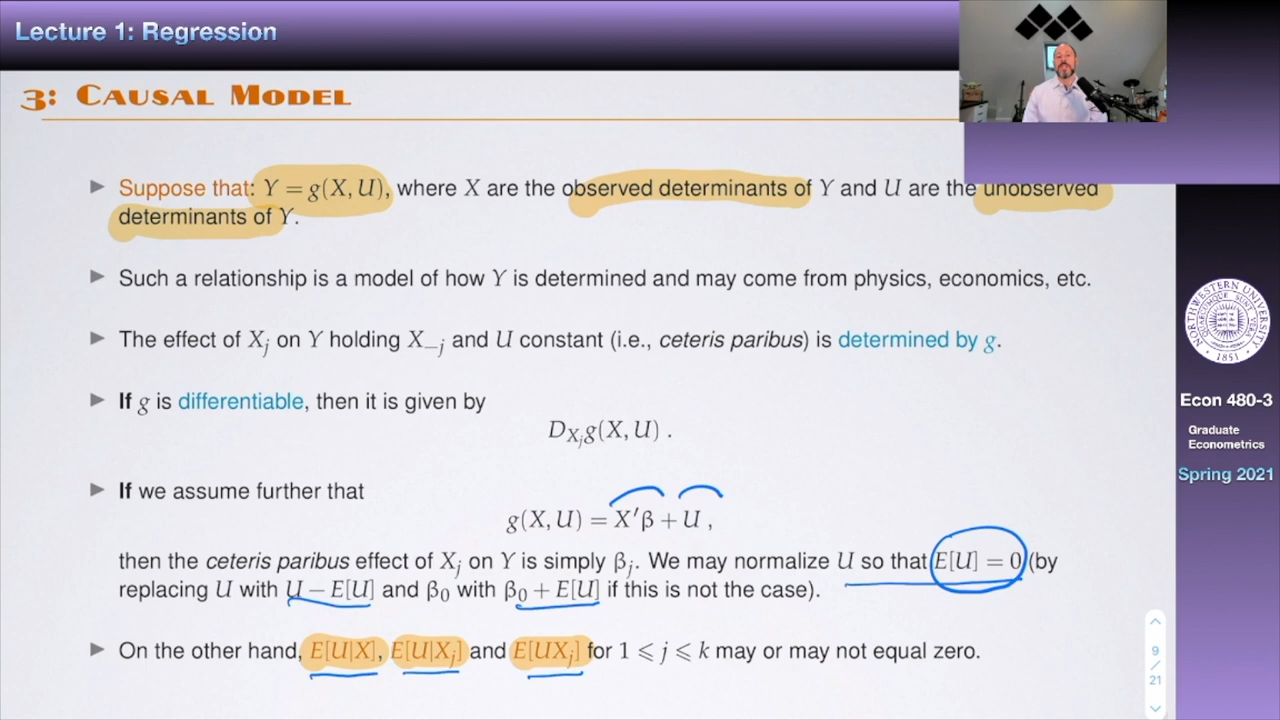 Lecture 1: Regression
3: Causal Model
Suppose that: Y = g(X, U), where X are the observed determinants of Y and U are the unobserved
determinants of Y.
Such a relationship is a model of how Y is determined and may come from physics, economics, etc.
The effect of X_j on Y holding X_{−j} and U constant (i.e., ceteris paribus) is determined by g.
If g is differentiable, then it is given by
D_{X_j}g(X, U) .
If we assume further that
g(X, U) = X′β + U ,
then the ceteris paribus effect of X_j on Y is simply β_j. We may normalize U so that E[U] = 0 (by
replacing U with U − E[U] and β_0 with β_0 + E[U] if this is not the case).
On the other hand, E[U|X], E[U|X_j] and E[UX_j] for 1 ⩽ j ⩽ k may or may not equal zero.
NORTHWESTERN UNIVERSITY
1851
Econ 480-3
Graduate
Econometrics
Spring 2021
9
/
21